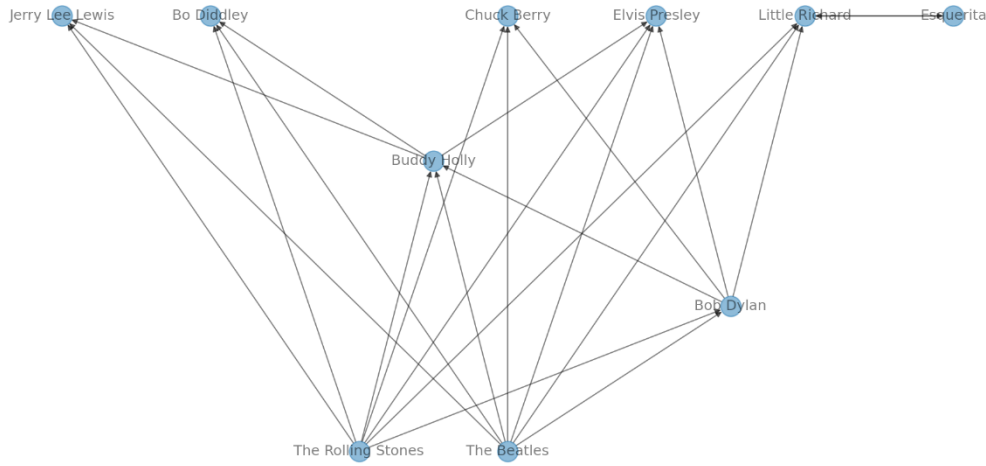 Jerry Lee Lewis
Bo Diddley
Chuck Berry
Elvis Presley
Little Richard
Esquerita
Buddy Holly
Bob Dylan
The Rolling Stones
The Beatles